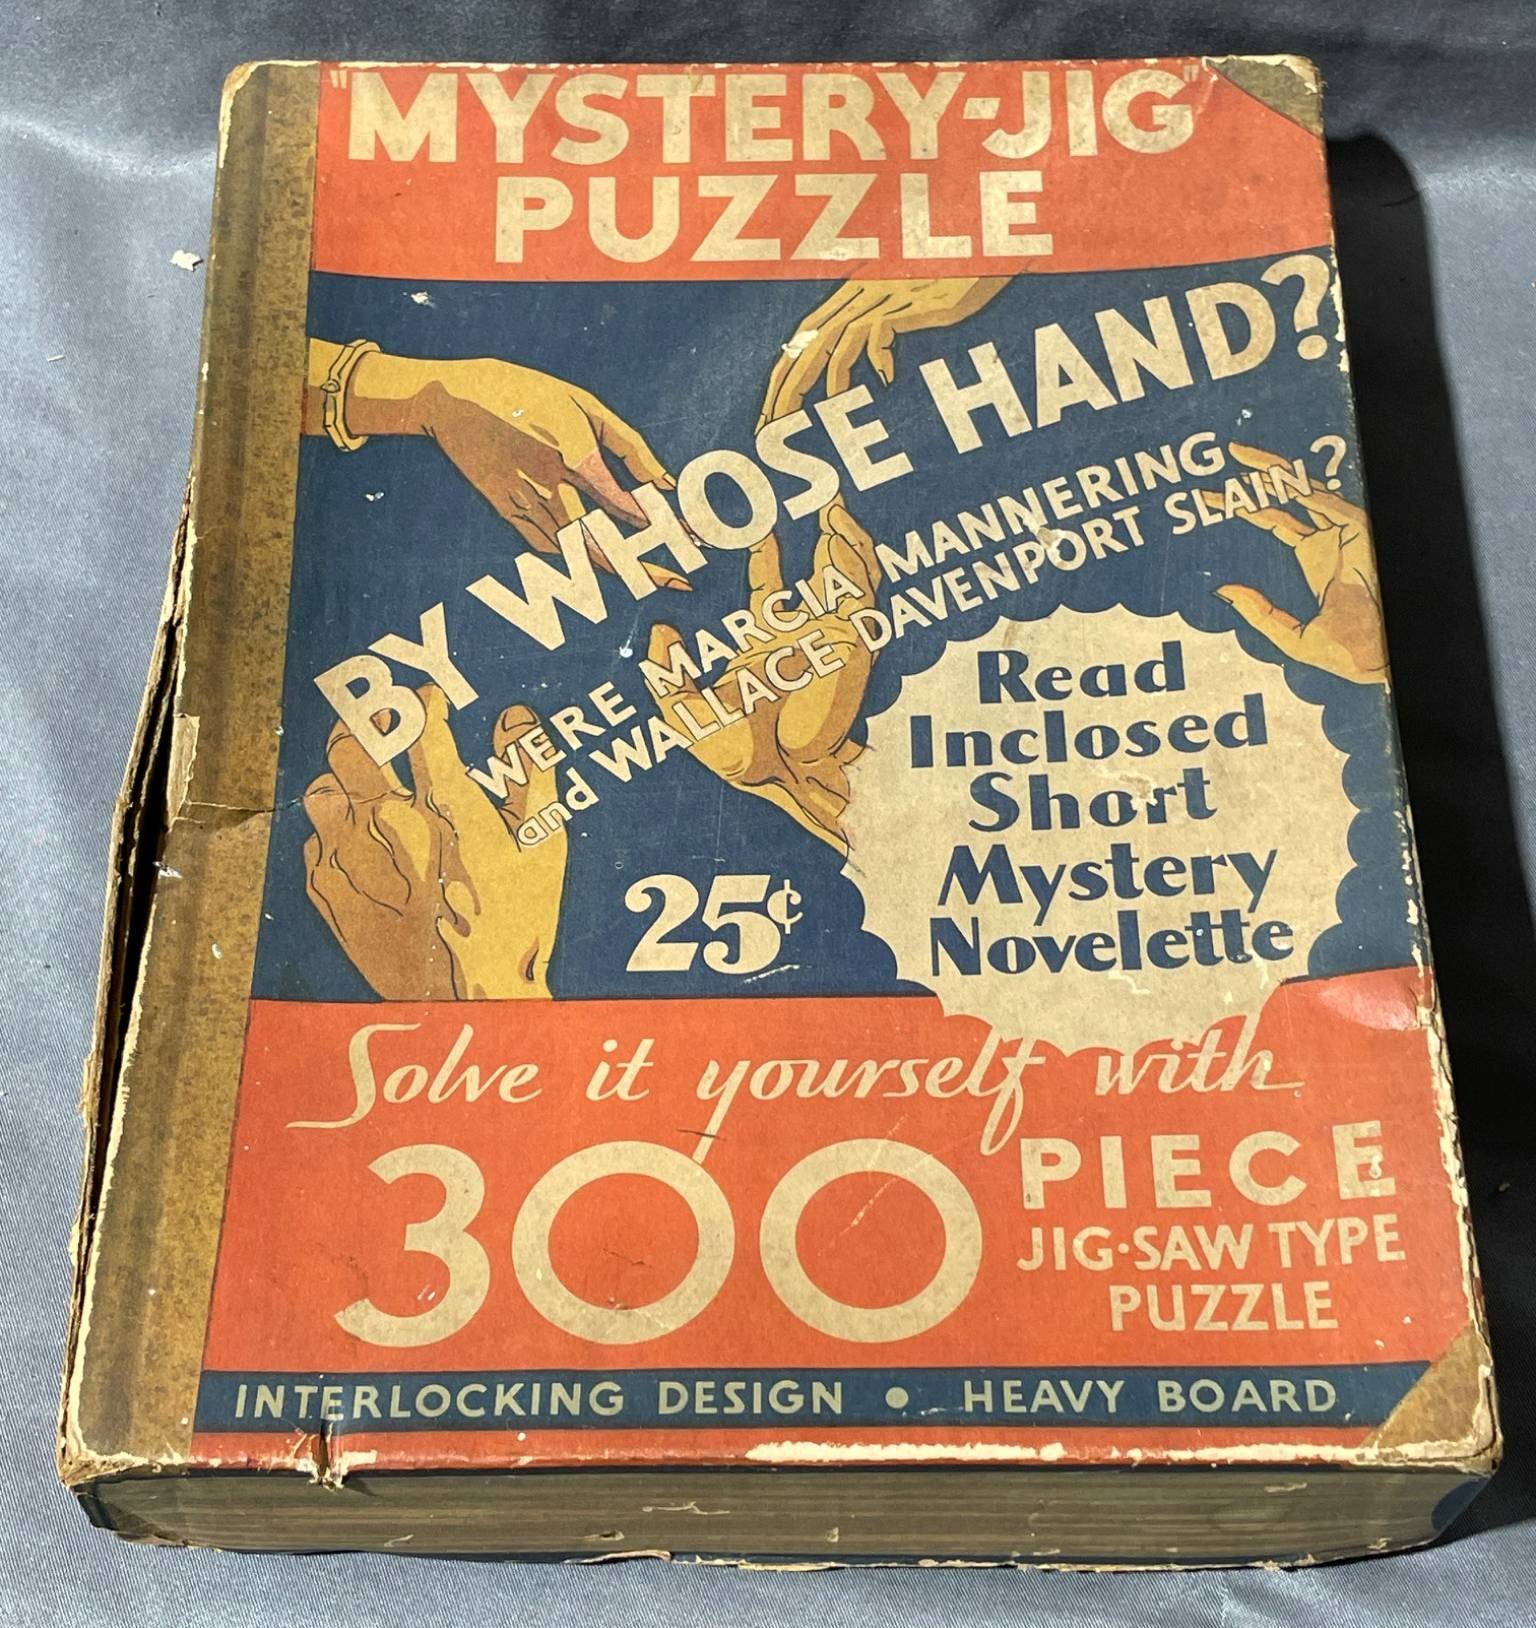 "MYSTERY-JIG"
PUZZLE
BY WHOSE HAND?
WERE MARCIA MANNERING
and WALLACE DAVENPORT SLAIN?
Read
Inclosed
Short
Mystery
Novelette
25¢
Solve it yourself with
300 PIECE
JIG-SAW TYPE
PUZZLE
INTERLOCKING DESIGN • HEAVY BOARD